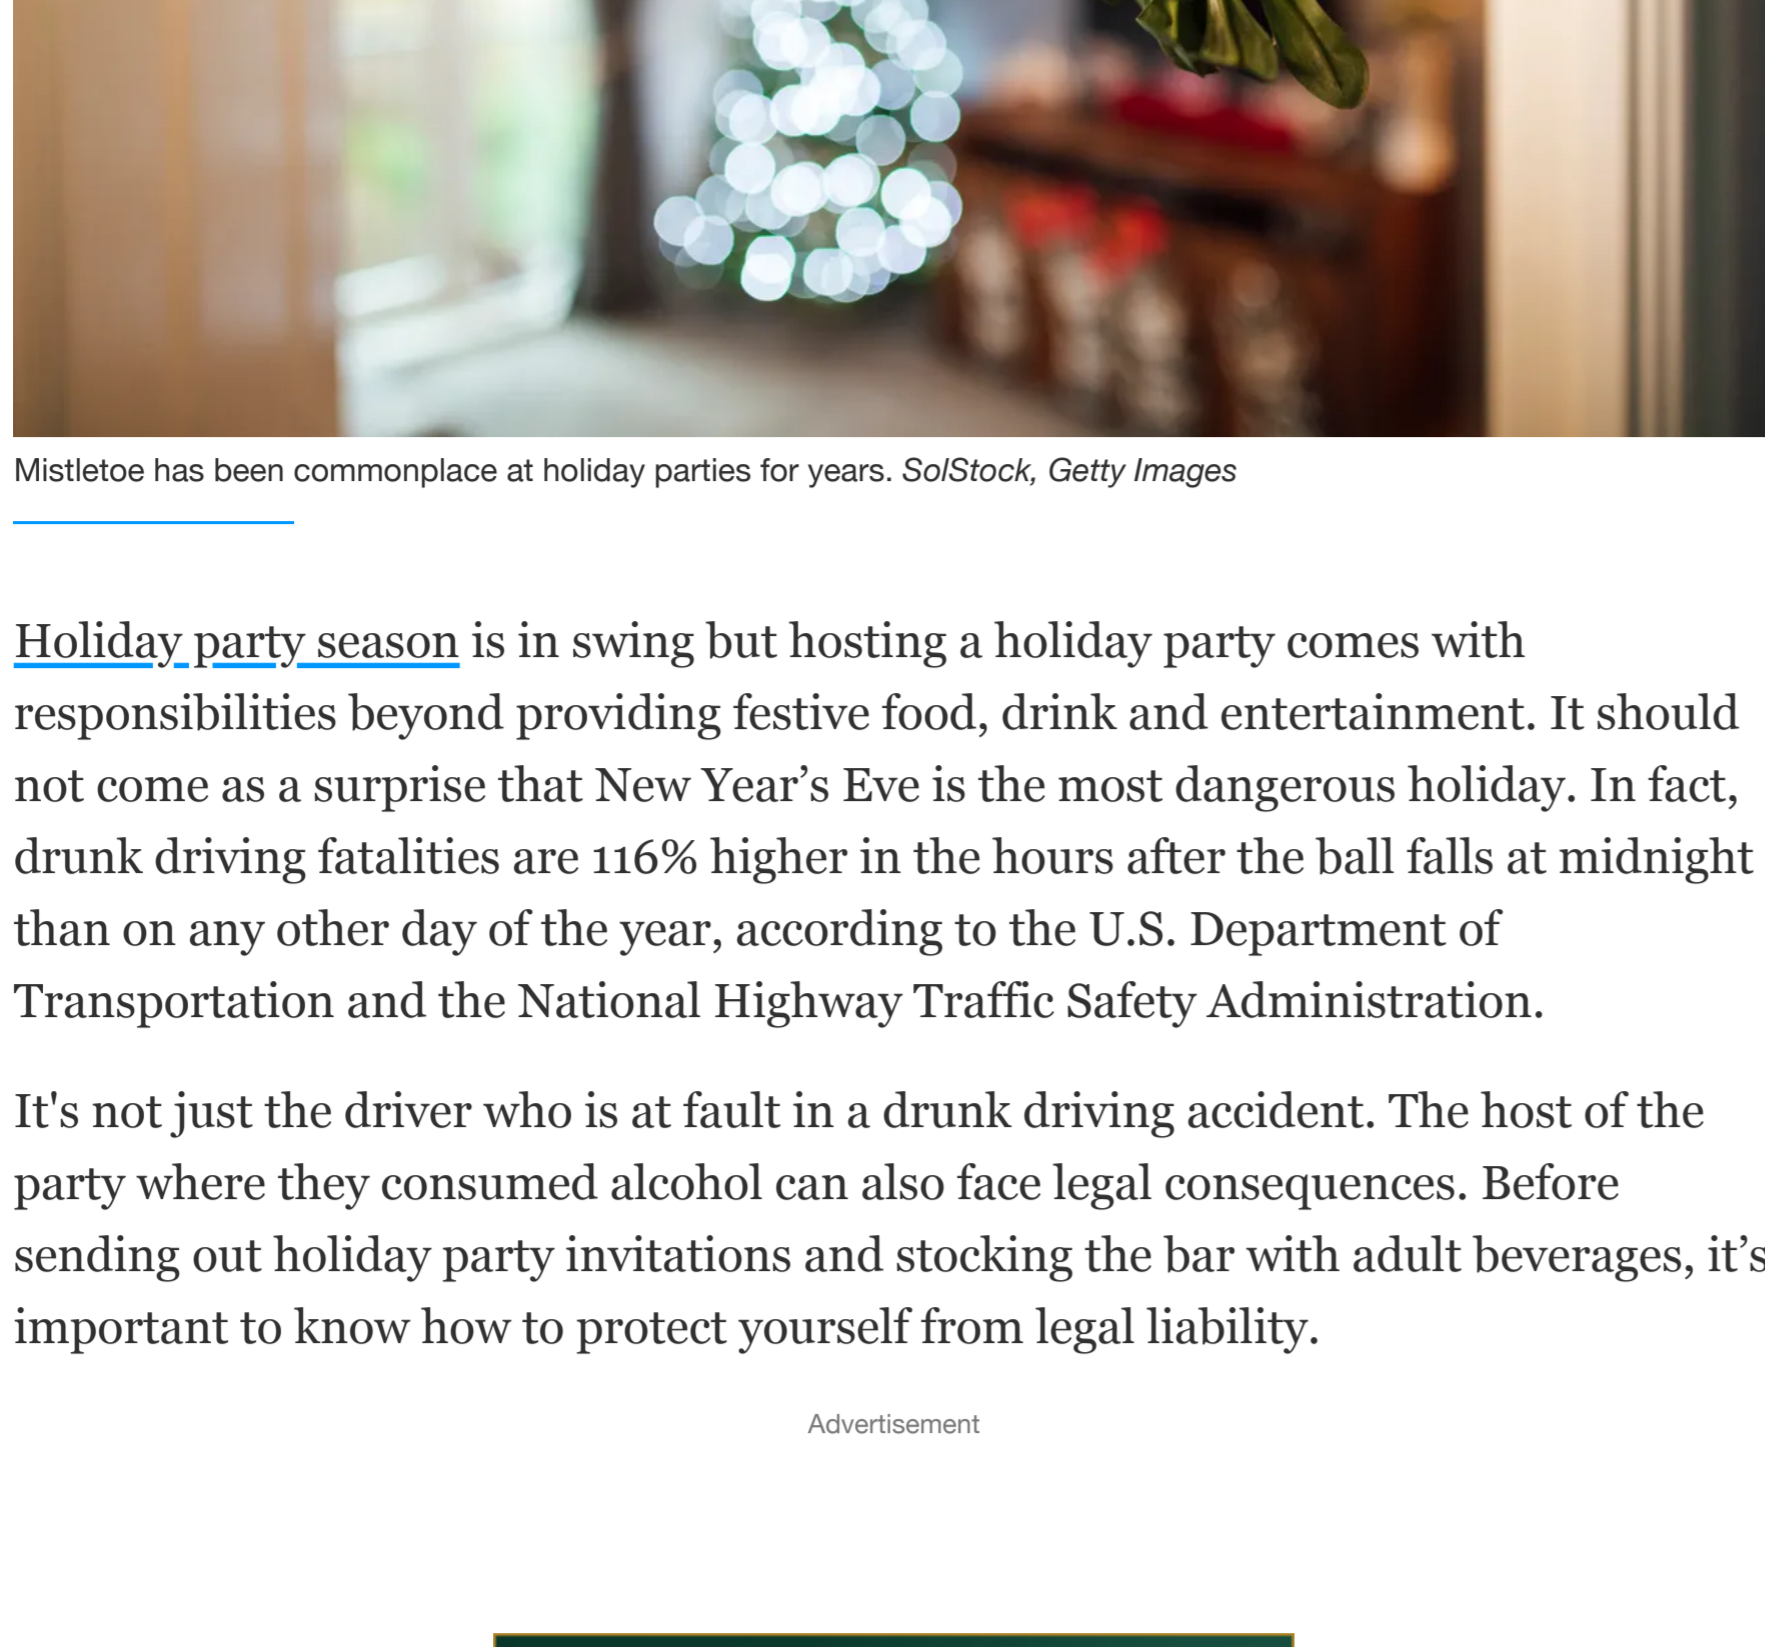 Mistletoe has been commonplace at holiday parties for years. SolStock, Getty Images
Holiday party season is in swing but hosting a holiday party comes with
responsibilities beyond providing festive food, drink and entertainment. It should
not come as a surprise that New Year’s Eve is the most dangerous holiday. In fact,
drunk driving fatalities are 116% higher in the hours after the ball falls at midnight
than on any other day of the year, according to the U.S. Department of
Transportation and the National Highway Traffic Safety Administration.
It's not just the driver who is at fault in a drunk driving accident. The host of the
party where they consumed alcohol can also face legal consequences. Before
sending out holiday party invitations and stocking the bar with adult beverages, it’s
important to know how to protect yourself from legal liability.
Advertisement